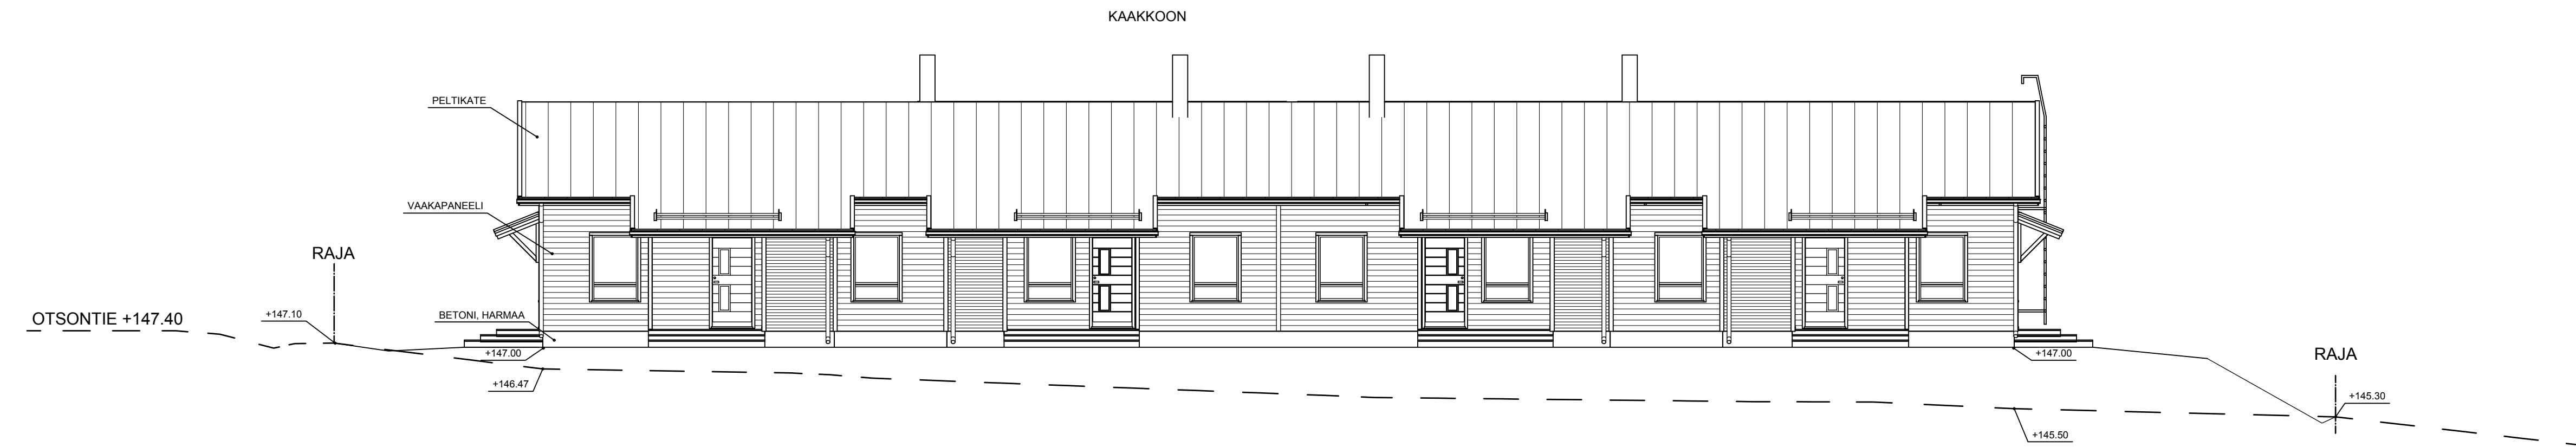 KAAKKOON
PELTIKATE
VAAKAPANEELI
RAJA
OTSONTIE +147.40
+147.10
BETONI, HARMAA
+147.00
+146.47
+147.00
RAJA
+145.30
+145.50